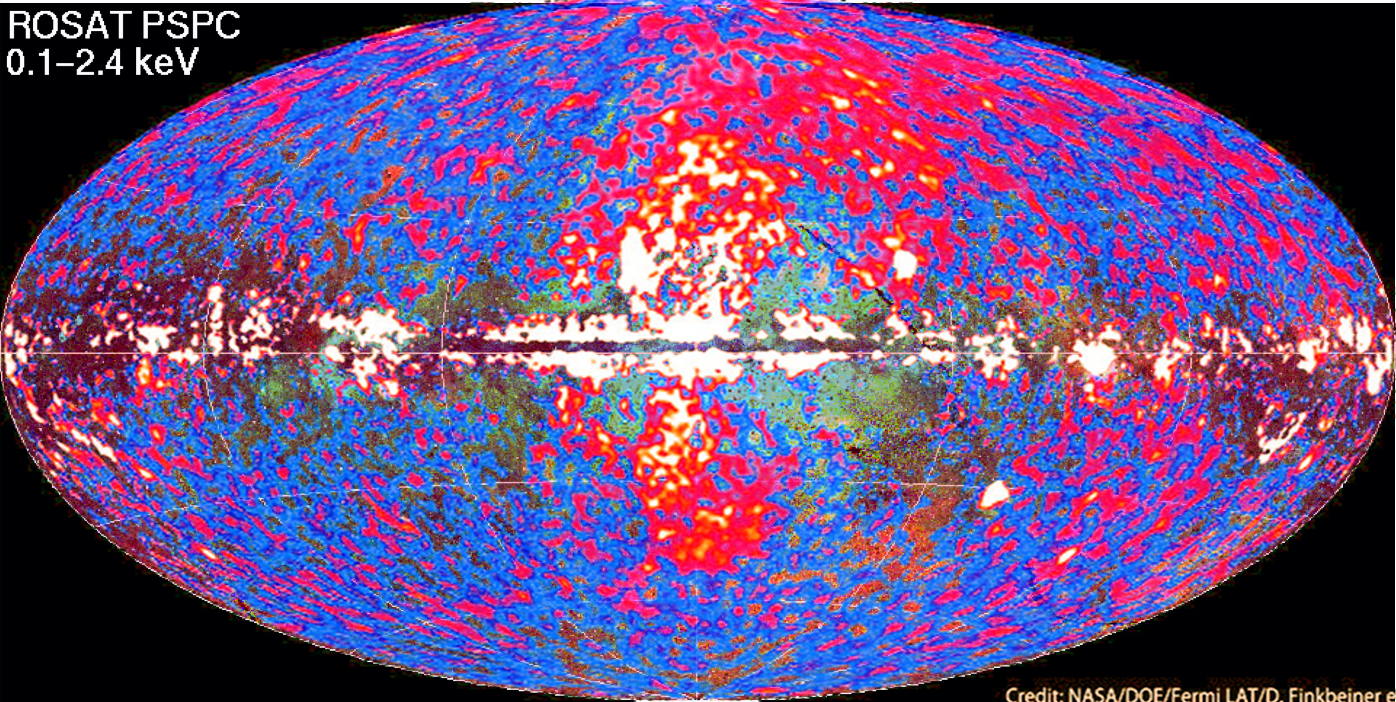 ROSAT PSPC
0.1–2.4 keV
Credit: NASA/DOE/Fermi LAT/D. Finkbeiner e